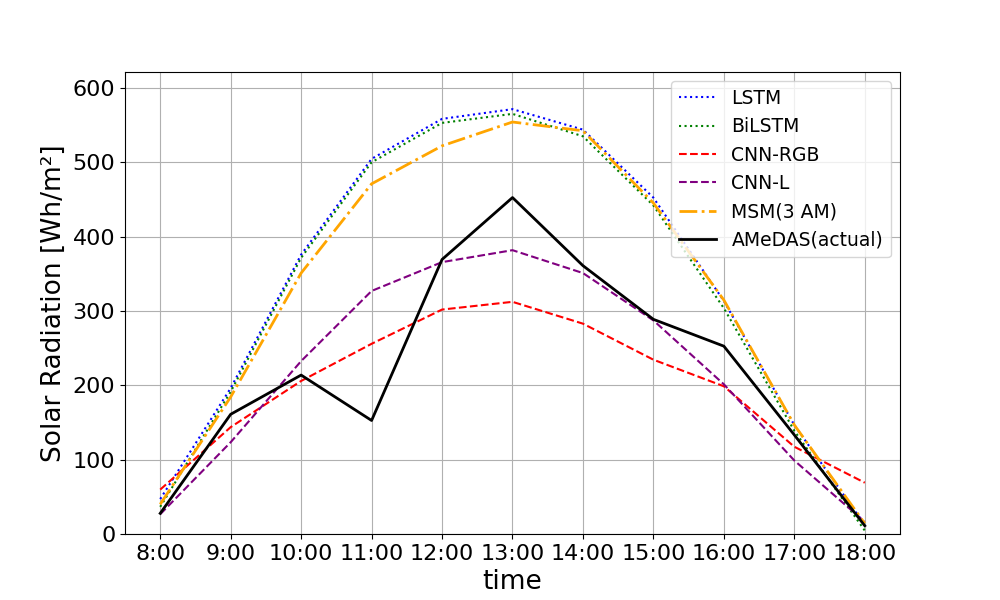 Solar Radiation [Wh/m²]
600
500
400
300
200
100
0
LSTM
BiLSTM
CNN-RGB
CNN-L
MSM(3 AM)
AMeDAS(actual)
8:00 9:00 10:00 11:00 12:00 13:00 14:00 15:00 16:00 17:00 18:00
time